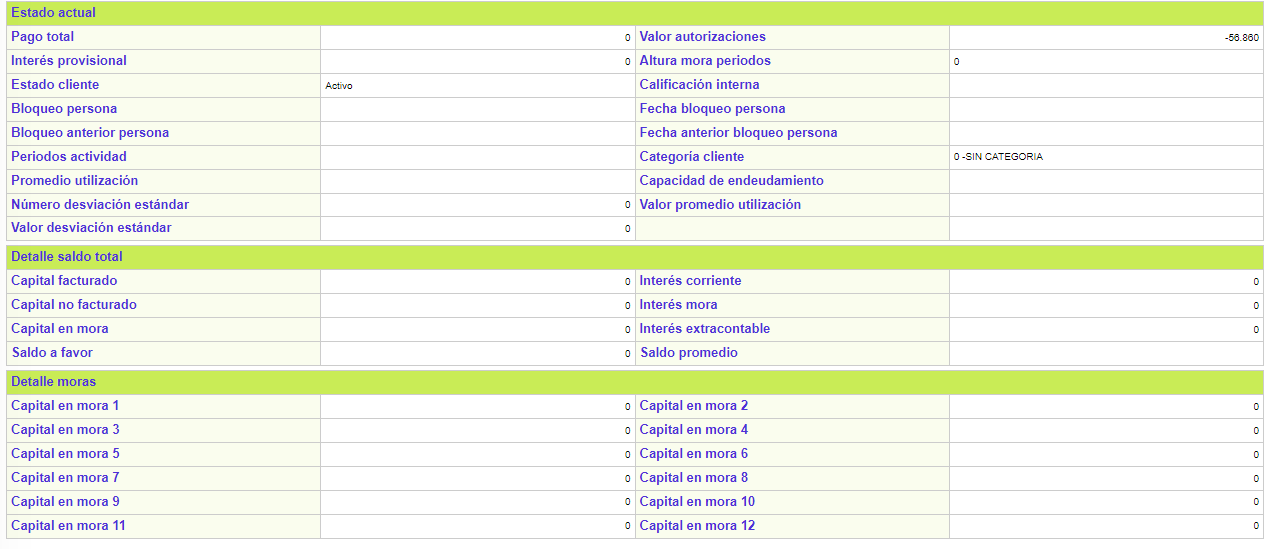 Estado actual
Pago total 0 Valor autorizaciones -56.860
Interés provisional 0 Altura mora periodos 0
Estado cliente Activo Calificación interna
Bloqueo persona Fecha bloqueo persona
Bloqueo anterior persona Fecha anterior bloqueo persona
Periodos actividad Categoría cliente 0 -SIN CATEGORIA
Promedio utilización Capacidad de endeudamiento
Número desviación estándar 0 Valor promedio utilización
Valor desviación estándar 0
Detalle saldo total
Capital facturado 0 Interés corriente 0
Capital no facturado 0 Interés mora 0
Capital en mora 0 Interés extracontable 0
Saldo a favor 0 Saldo promedio
Detalle moras
Capital en mora 1 0 Capital en mora 2 0
Capital en mora 3 0 Capital en mora 4 0
Capital en mora 5 0 Capital en mora 6 0
Capital en mora 7 0 Capital en mora 8 0
Capital en mora 9 0 Capital en mora 10 0
Capital en mora 11 0 Capital en mora 12 0